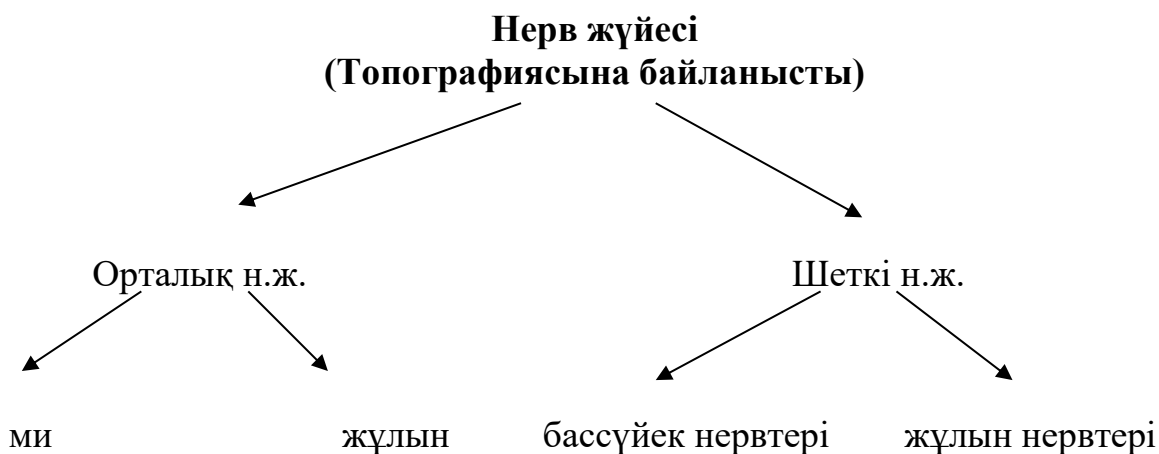 Нерв жүйесі
(Топографиясына байланысты)
Орталық н.ж.
Шеткі н.ж.
ми
жұлын
бассүйек нервтері
жұлын нервтері